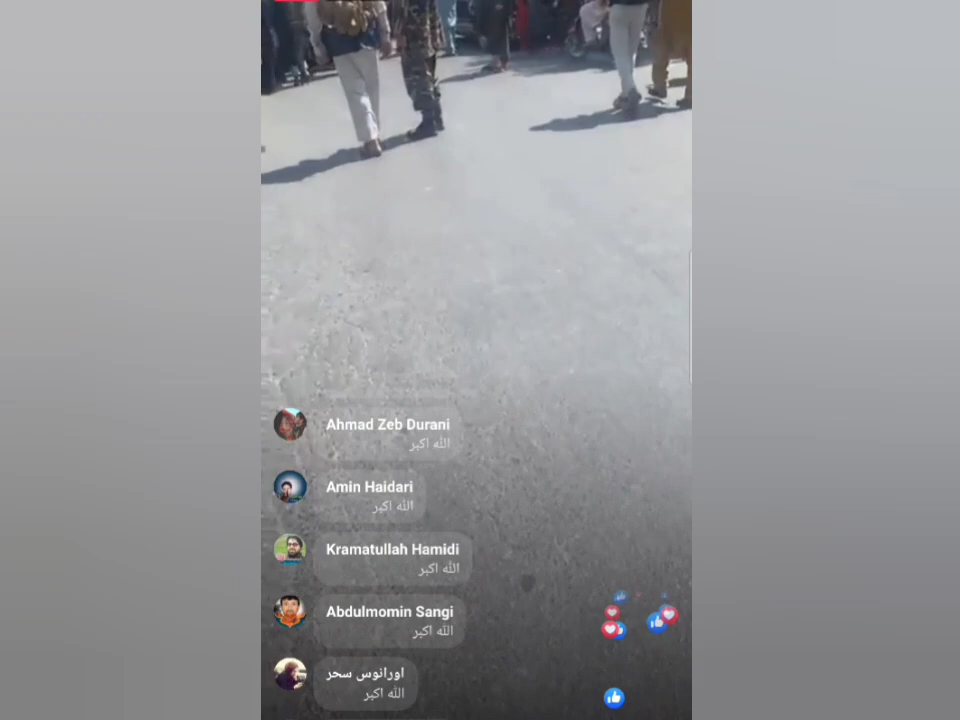 Ahmad Zeb Durani
الله اکبر
Amin Haidari
الله اکبر
Kramatullah Hamidi
الله اکبر
Abdulmomin Sangi
الله اکبر
اورانوس سحر
الله اکبر